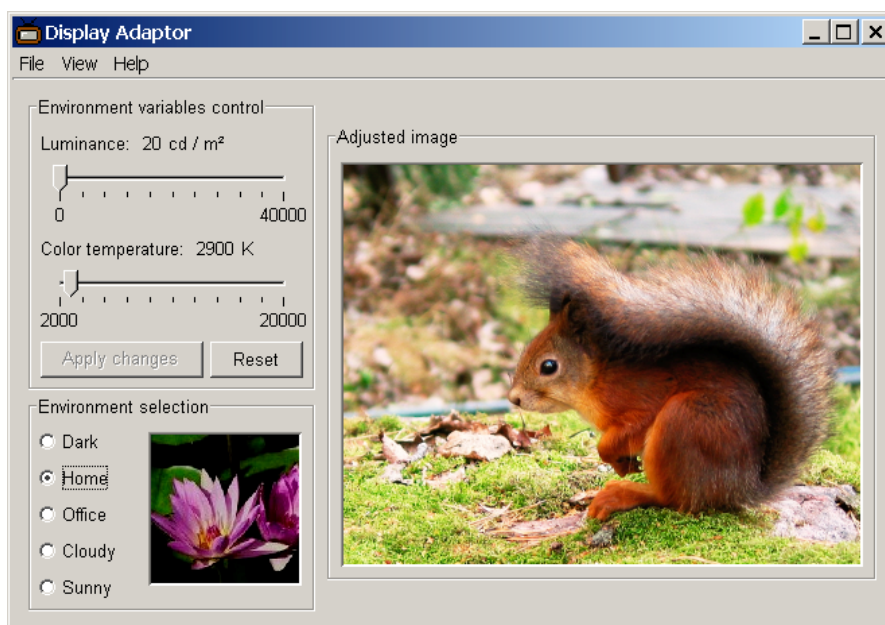 Display Adaptor
File View Help
Environment variables control
Luminance: 20 cd / m²
0 40000
Color temperature: 2900 K
2000 20000
Apply changes Reset
Environment selection
Dark
Home
Office
Cloudy
Sunny
Adjusted image